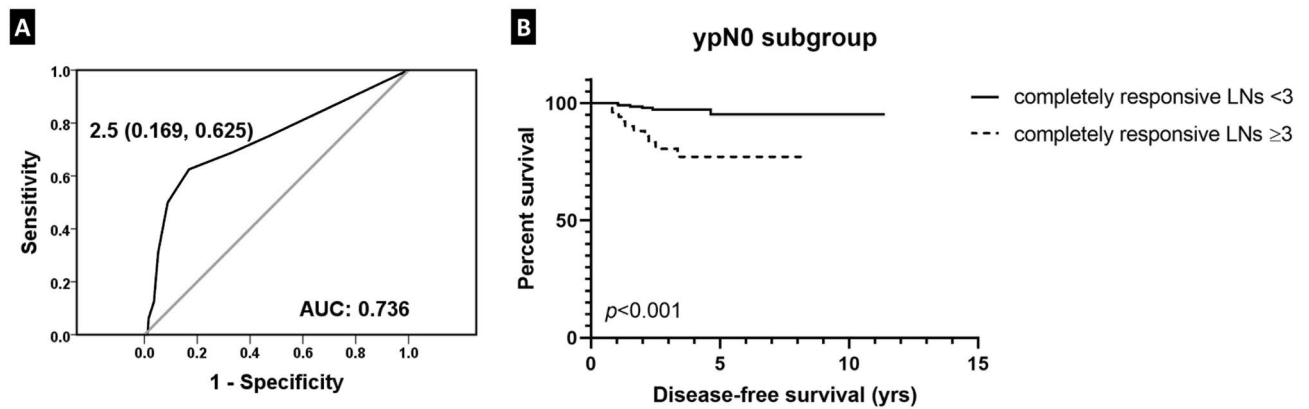 A
1.0
0.8
0.6
0.4
0.2
0.0
Sensitivity
2.5 (0.169, 0.625)
AUC: 0.736
0.0 0.2 0.4 0.6 0.8 1.0
1 - Specificity
B
ypN0 subgroup
100
50
0
Percent survival
p<0.001
0 5 10 15
Disease-free survival (yrs)
completely responsive LNs <3
completely responsive LNs ≥3